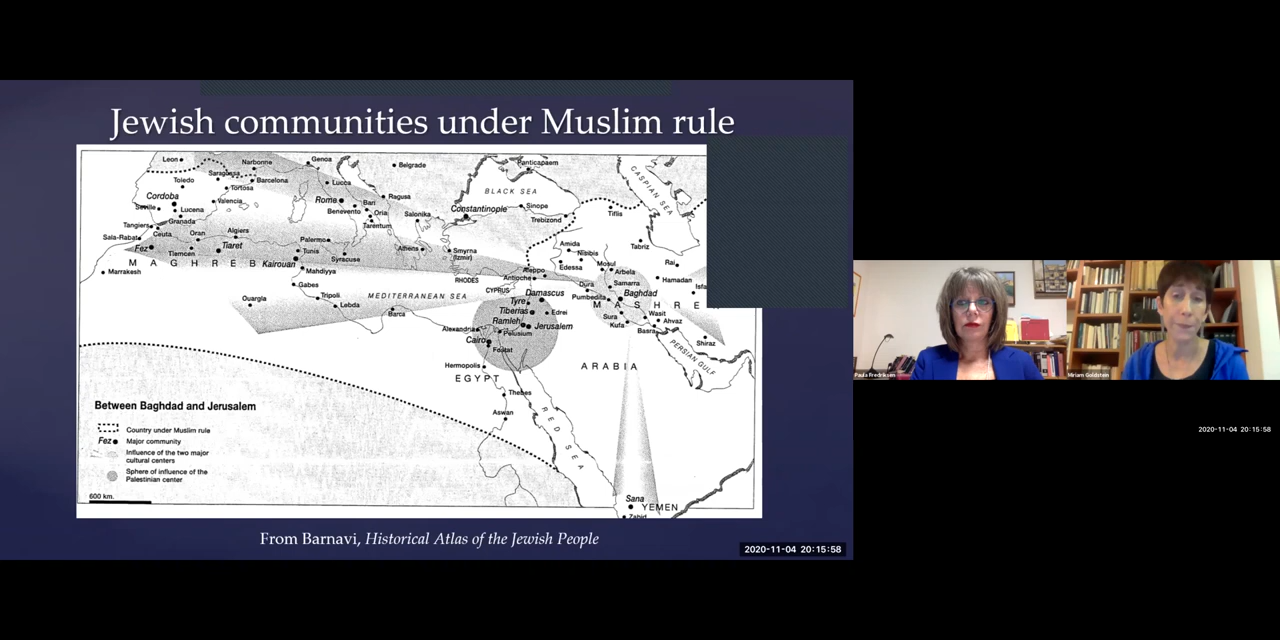 Jewish communities under Muslim rule
Leon
Narbonne
Genoa
Belgrade
Panticapaem
CASPIAN SEA
Saragossa
Toledo
Barcelona
Tortosa
Lucca
Ragusa
BLACK SEA
Cordoba
Valencia
Rome
Bari
Sinope
Tiflis
Seville
Lucena
Benevento
Oria
Salonika
Constantinople
Trebizond
Granada
Tarentum
Tangiers
Ceuta
Oran
Algiers
Palermo
Amida
Tabriz
Sala-Rabat
Fez
Tlemcen
Tiaret
Tunis
Syracuse
Athens
Smyrna
(Izmir)
Nisibis
Edessa
Mosul
Arbela
Rai
MAGHREB
Kairouan
Mahdiyya
RHODES
Aleppo
Antioche
Samarra
Hamadan
Marrakesh
Gabes
CYPRUS
Dura
Isfa
Ouargla
Tripoli
Lebda
MEDITERRANEAN SEA
Damascus
Pumbedita
Baghdad
MASHRE
Barca
Tyre
Tiberias
Edrei
Sura
Wasit
Ramleh
Jerusalem
Kufa
Ahvaz
Alexandria
Pelusium
Basra
Cairo
Fostat
Shiraz
PERSIAN GULF
Hermopolis
ARABIA
EGYPT
Thebes
Aswan
RED SEA
Between Baghdad and Jerusalem
Country under Muslim rule
Fez Major community
Influence of the two major
cultural centers
Sphere of influence of the
Palestinian center
600 km.
Sana
YEMEN
Zabid
From Barnavi, Historical Atlas of the Jewish People
2020-11-04 20:15:58
Paula Fredriksen
Miriam Goldstein
2020-11-04 20:15:58